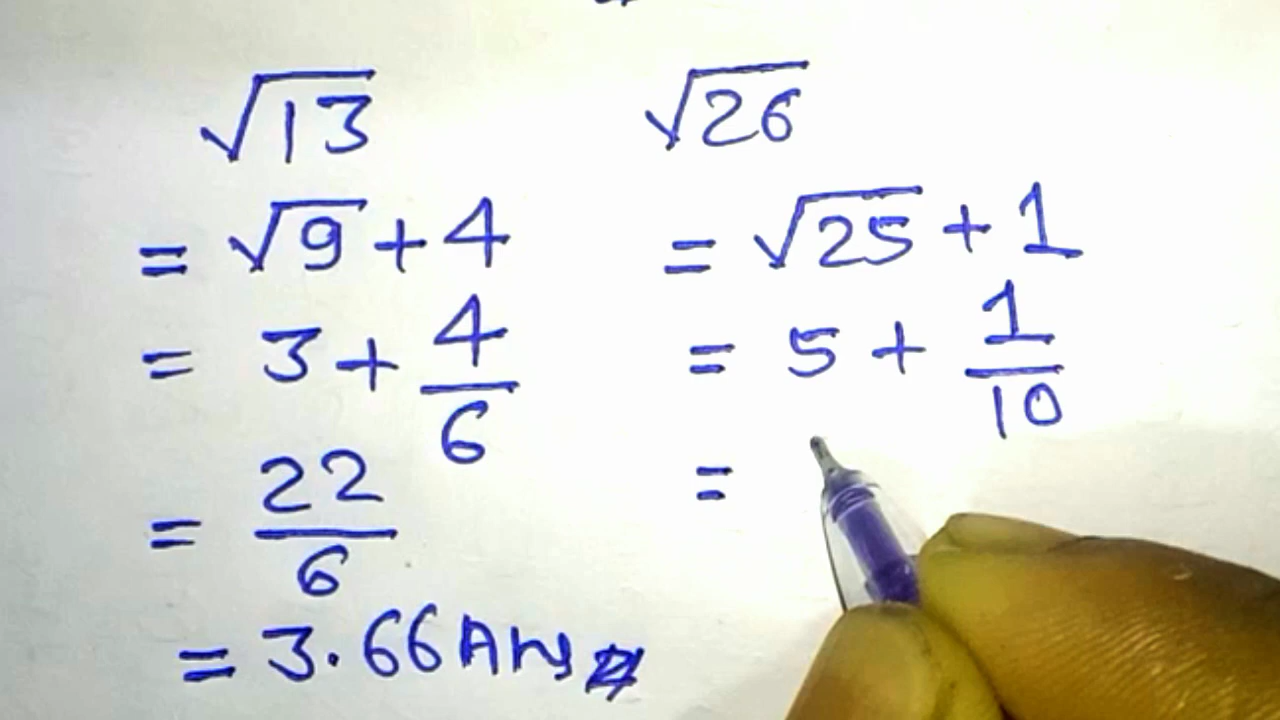 √13
= √9 + 4
= 3 + 4/6
= 22/6
= 3.66 Ans
√26
= √25 + 1
= 5 + 1/10
=